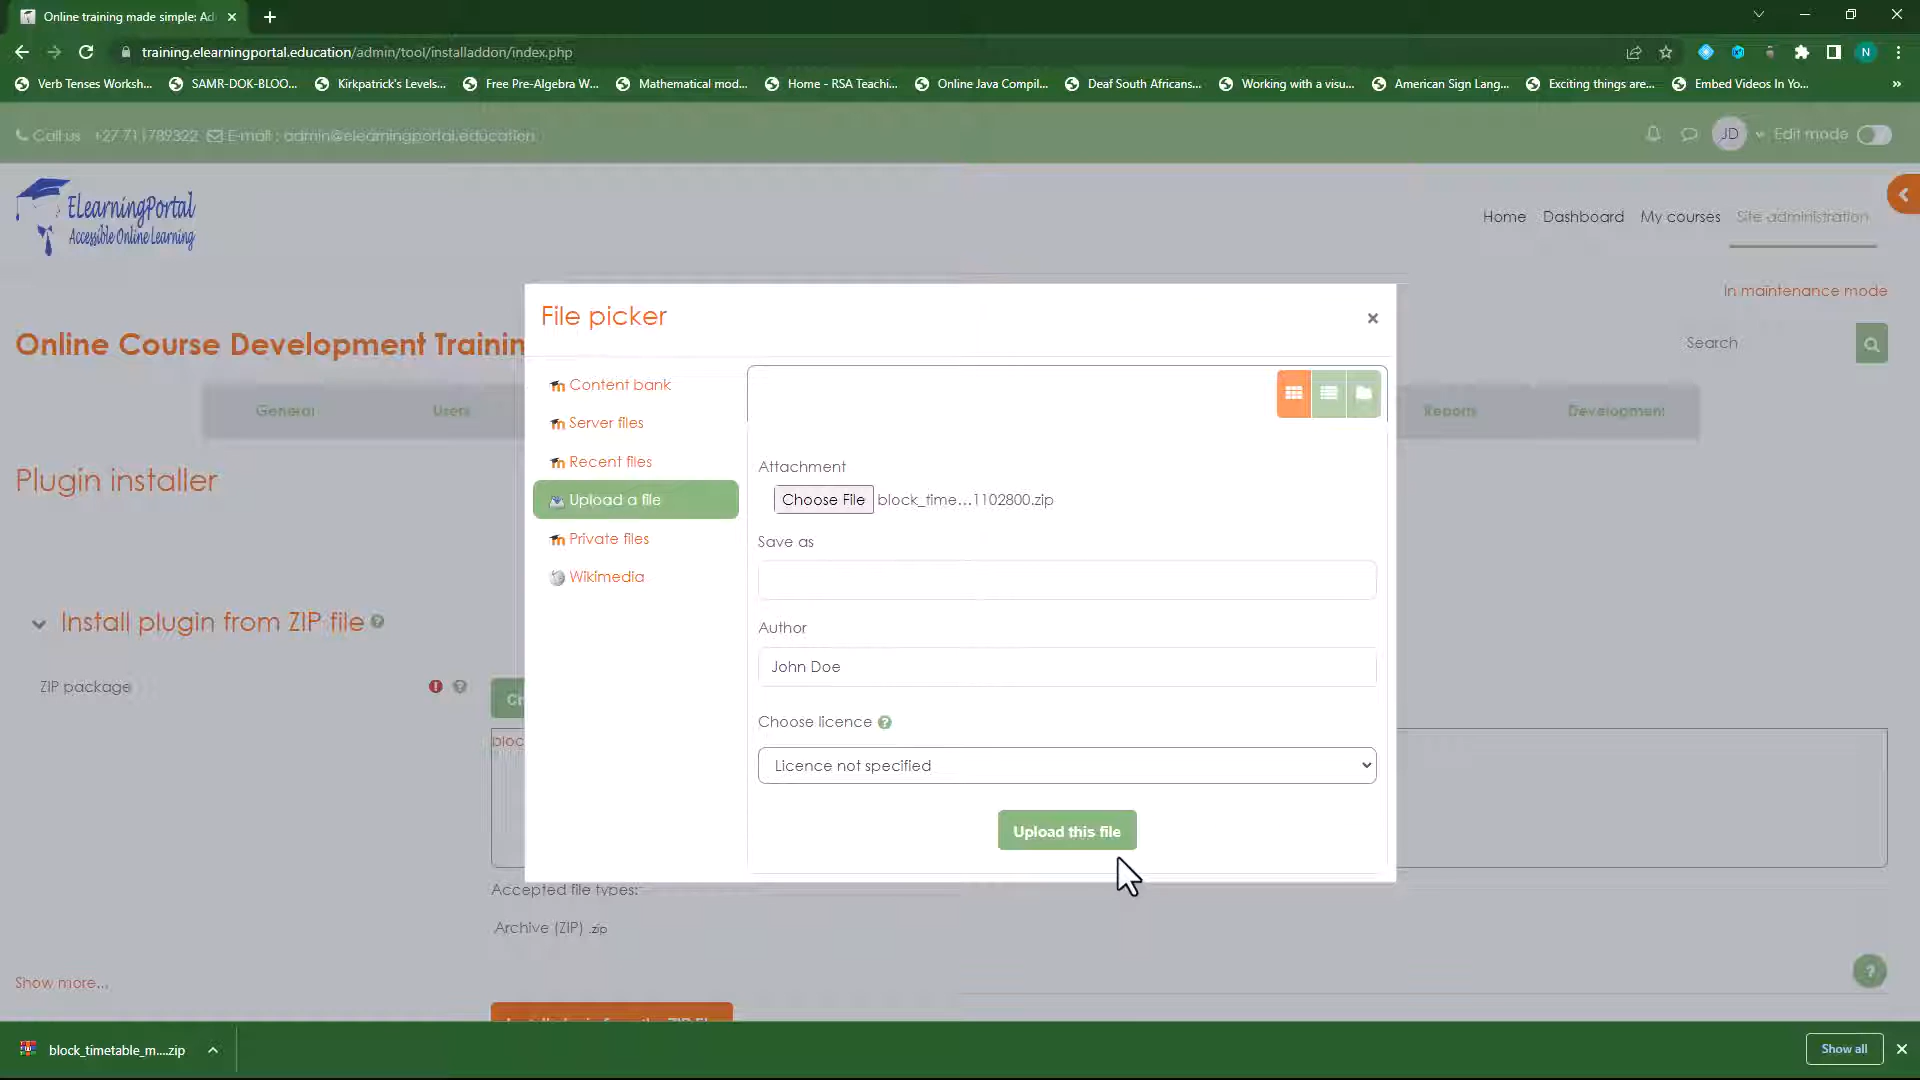 Online training made simple: Ad
training.elearningportal.education/admin/tool/installaddon/index.php
N
Verb Tenses Worksh...
SAMR-DOK-BLOO...
Kirkpatrick's Levels...
Free Pre-Algebra W...
Mathematical mod...
Home - RSA Teachi...
Online Java Compil...
Deaf South Africans...
Working with a visu...
American Sign Lang...
Exciting things are...
Embed Videos In Yo...
»
Call us +27 711789322 E-mail : admin@elearningportal.education
JD
Edit mode
ELearningPortal
Accessible Online Learning
Home
Dashboard
My courses
Site administration
In maintenance mode
Online Course Development Trainin
Search
General
Users
Reports
Development
Plugin installer
Install plugin from ZIP file
ZIP package
Accepted file types:
Archive (ZIP) .zip
Show more...
File picker
Content bank
Server files
Recent files
Upload a file
Private files
Wikimedia
Attachment
Choose File block_time...1102800.zip
Save as
Author
John Doe
Choose licence
Licence not specified
Upload this file
block_timetable_m....zip
Show all